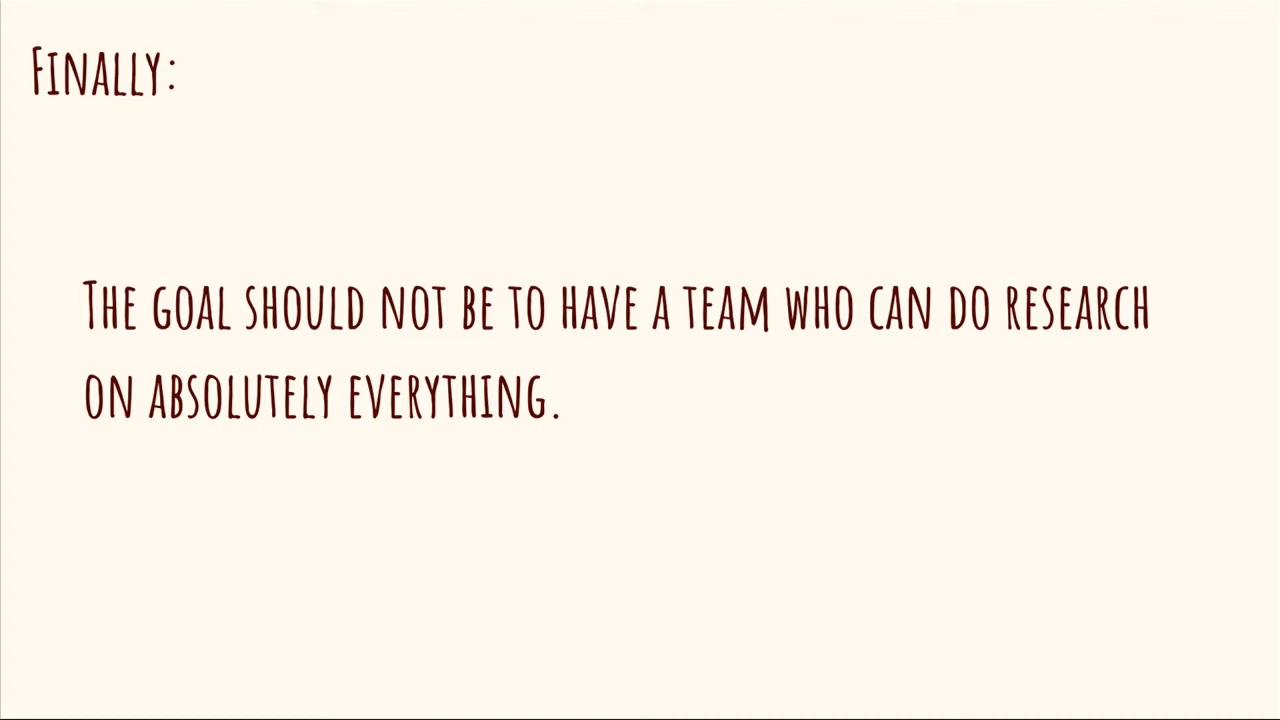 Finally:
The goal should not be to have a team who can do research
on absolutely everything.